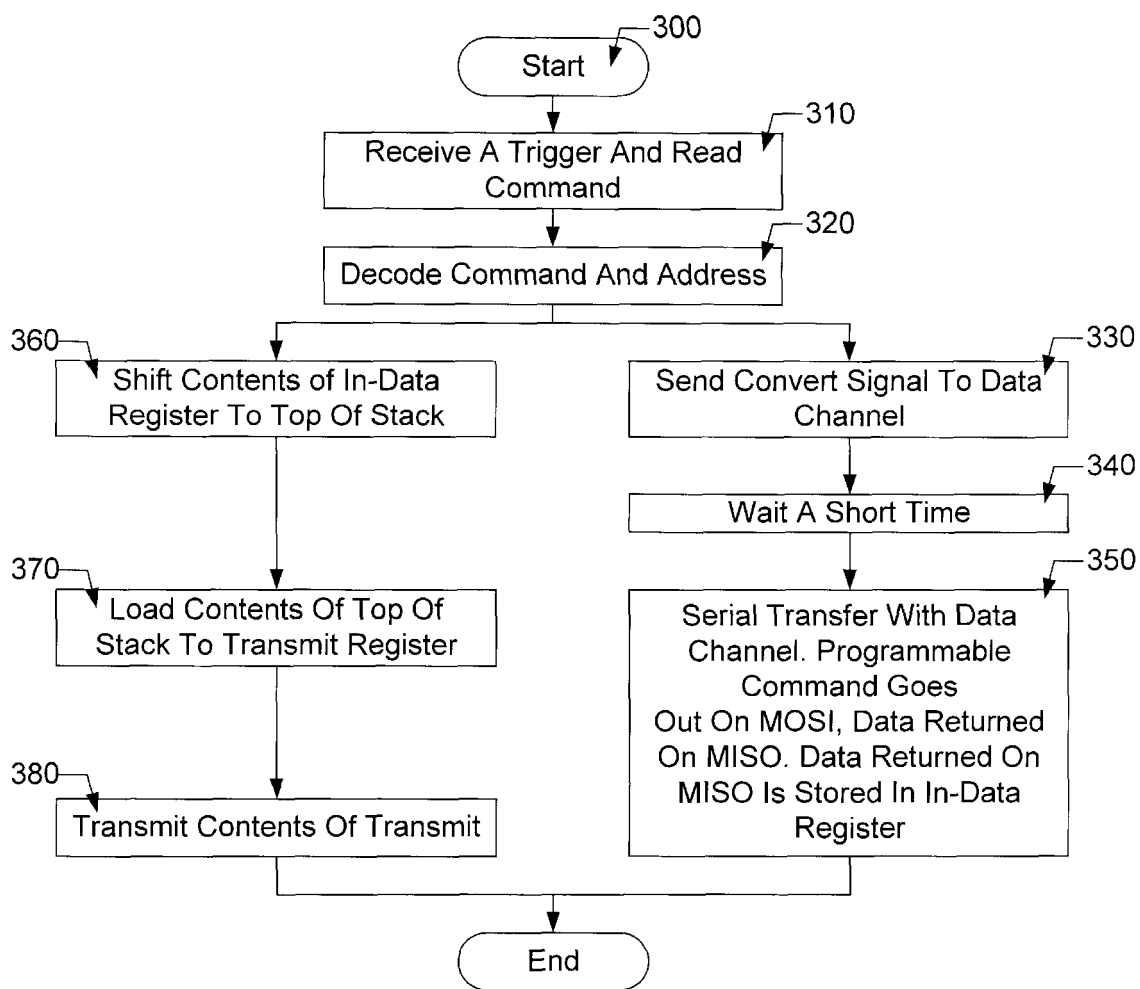 300
Start
310
Receive A Trigger And Read
Command
320
Decode Command And Address
360
Shift Contents of In-Data
Register To Top Of Stack
330
Send Convert Signal To Data
Channel
340
Wait A Short Time
370
Load Contents Of Top Of
Stack To Transmit Register
350
Serial Transfer With Data
Channel. Programmable
Command Goes
Out On MOSI, Data Returned
On MISO. Data Returned On
MISO Is Stored In In-Data
Register
380
Transmit Contents Of Transmit
End